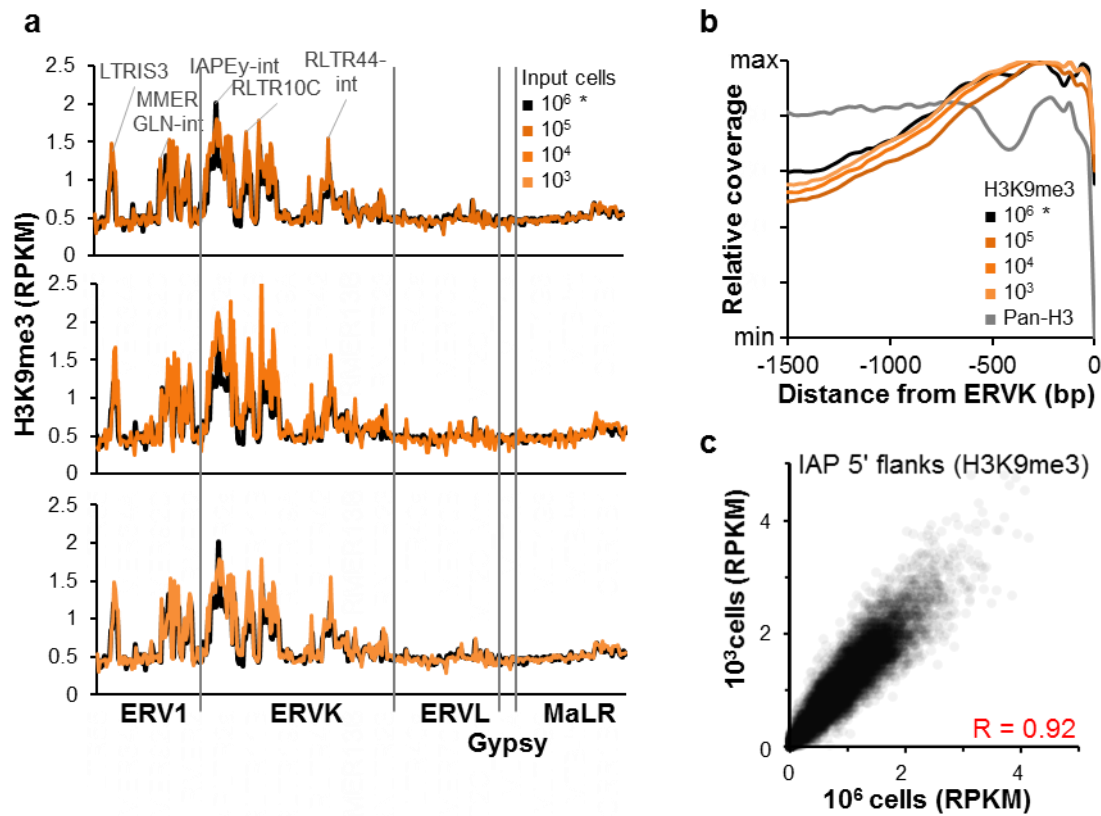 a
LTRIS3
MMER
GLN-int
IAPEy-int
RLTR10C
RLTR44-
int
Input cells
10⁶ *
10⁵
10⁴
10³
H3K9me3 (RPKM)
2.5
2
1.5
1
0.5
0
2.5
2
1.5
1
0.5
0
2.5
2
1.5
1
0.5
0
ERV1
ERVK
ERVL
Gypsy
MaLR
b
max
min
Relative coverage
H3K9me3
10⁶ *
10⁵
10⁴
10³
Pan-H3
-1500
-1000
-500
0
Distance from ERVK (bp)
c
IAP 5' flanks (H3K9me3)
10³cells (RPKM)
4
2
0
R = 0.92
0
2
4
10⁶ cells (RPKM)